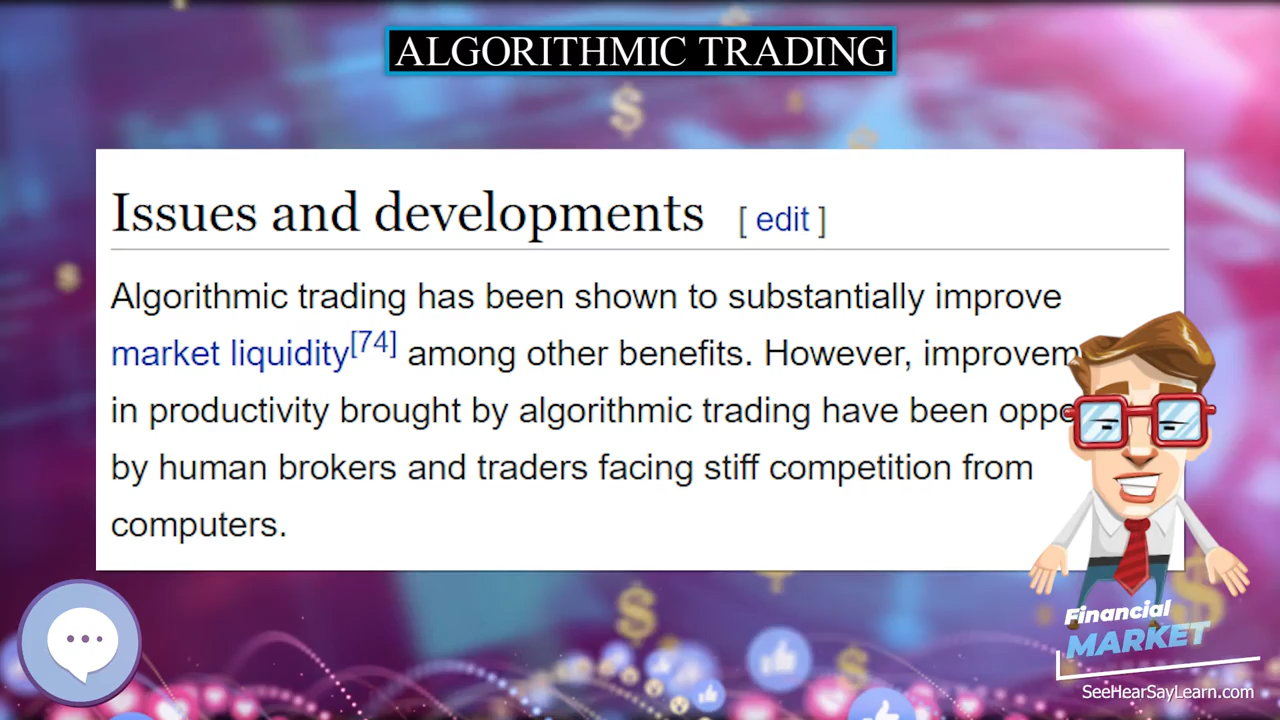 ALGORITHMIC TRADING
Issues and developments [ edit ]
Algorithmic trading has been shown to substantially improve
market liquidity[74] among other benefits. However,
in productivity brought by algorithmic trading have been
by human brokers and traders facing stiff competition from
computers.
Financial
MARKET
SeeHearSayLearn.com